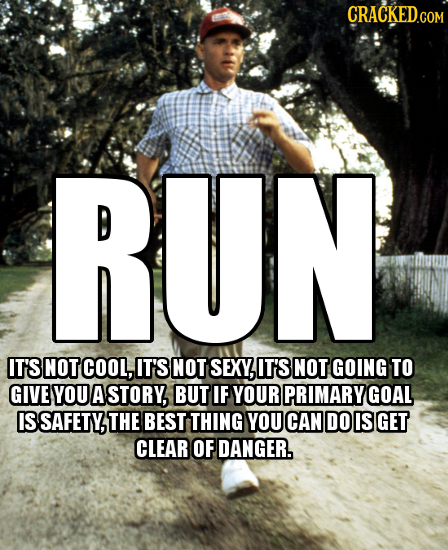 CRACKED.COM
RUN
IT'S NOT COOL, IT'S NOT SEXY, IT'S NOT GOING TO
GIVE YOU A STORY, BUT IF YOUR PRIMARY GOAL
IS SAFETY, THE BEST THING YOU CAN DO IS GET
CLEAR OF DANGER.